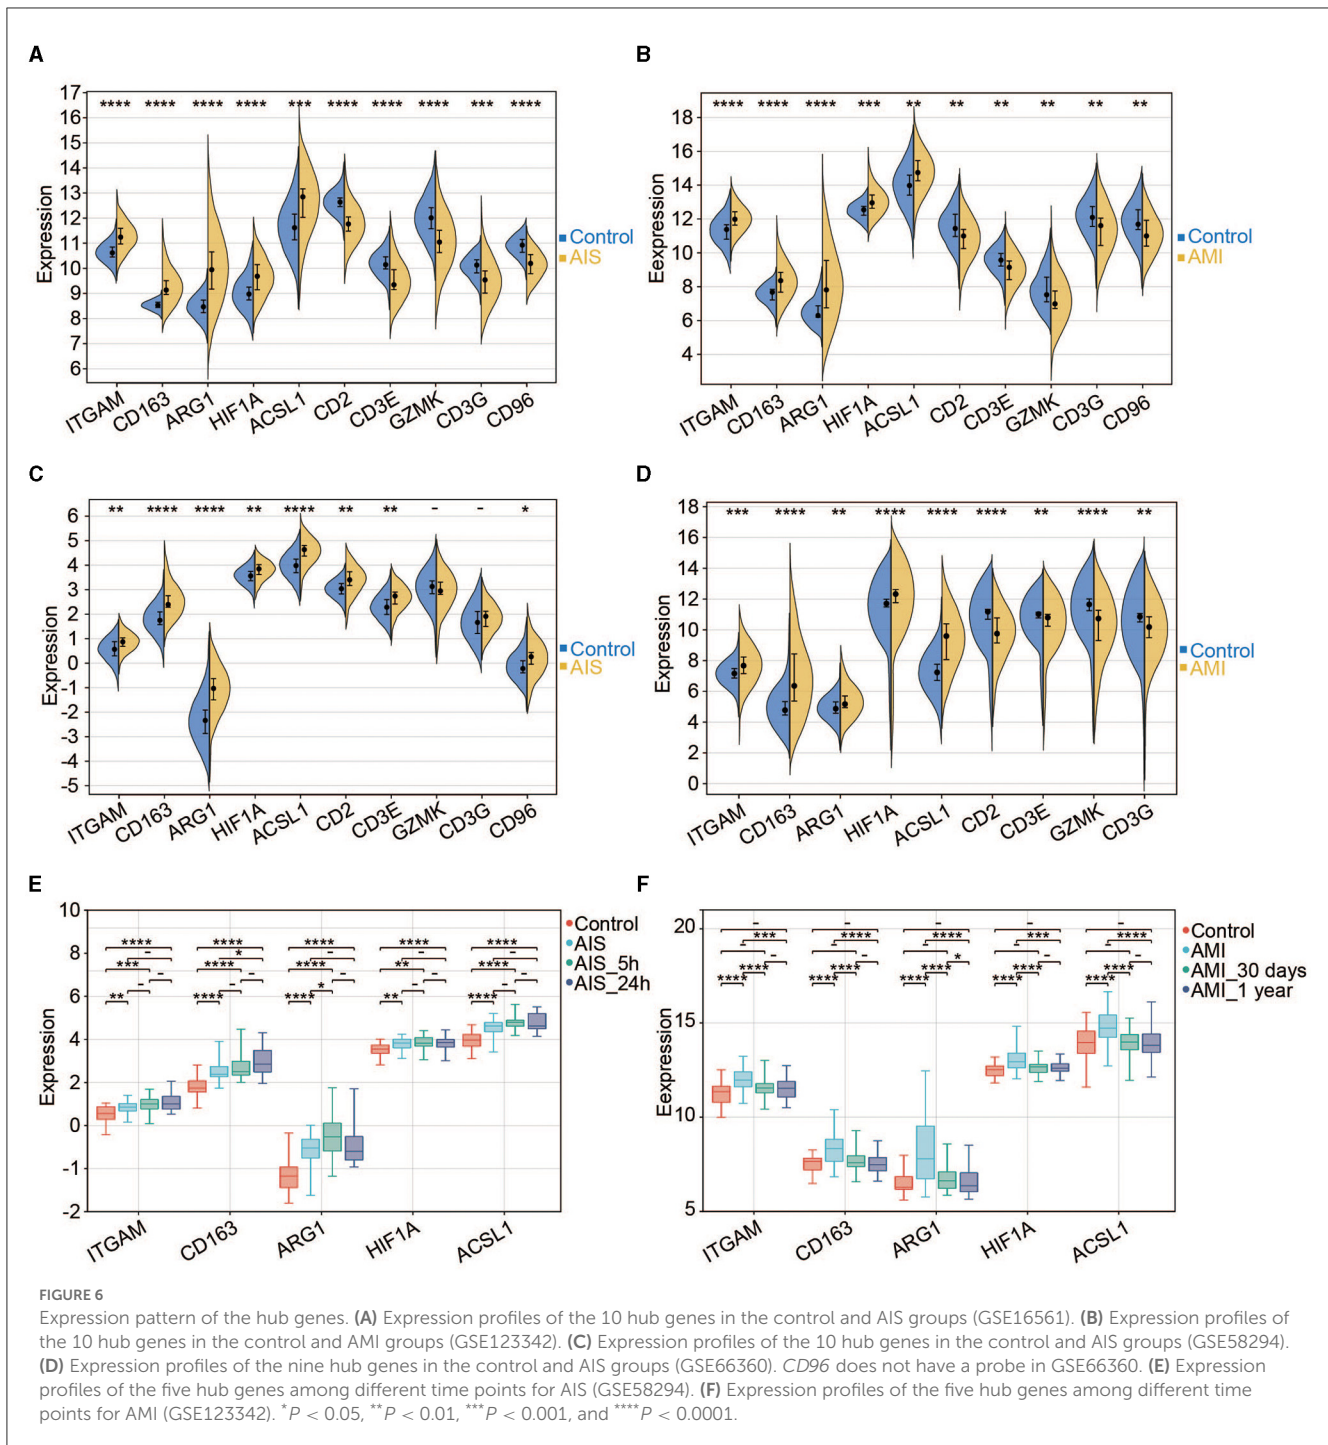 A
17
16
15
14
13
12
11
10
9
8
7
6
Expression
**** **** **** **** *** **** **** **** *** ****
Control
AIS
ITGAM CD163 ARG1 HIF1A ACSL1 CD2 CD3E GZMK CD3G CD96
B
18
16
14
12
10
8
6
4
Eexpression
**** **** **** *** ** ** ** ** ** **
Control
AMI
ITGAM CD163 ARG1 HIF1A ACSL1 CD2 CD3E GZMK CD3G CD96
C
6
5
4
3
2
1
0
-1
-2
-3
-4
-5
Expression
** **** **** ** **** ** ** - - *
Control
AIS
ITGAM CD163 ARG1 HIF1A ACSL1 CD2 CD3E GZMK CD3G CD96
D
18
16
14
12
10
8
6
4
2
0
Expression
*** **** ** **** **** **** ** **** **
Control
AMI
ITGAM CD163 ARG1 HIF1A ACSL1 CD2 CD3E GZMK CD3G
E
10
8
6
4
2
0
-1
-2
Expression
**** **** **** **** ****
- * - - -
*** **** **** ** ****
- - - - -
- - * - -
** **** **** ** ****
Control
AIS
AIS_5h
AIS_24h
ITGAM CD163 ARG1 HIF1A ACSL1
F
20
15
10
5
Eexpression
- - - - -
*** **** **** *** ****
- - - - -
- - * - -
**** **** **** **** ****
**** **** **** **** ****
Control
AMI
AMI_30 days
AMI_1 year
ITGAM CD163 ARG1 HIF1A ACSL1
FIGURE 6
Expression pattern of the hub genes. (A) Expression profiles of the 10 hub genes in the control and AIS groups (GSE16561). (B) Expression profiles of
the 10 hub genes in the control and AMI groups (GSE123342). (C) Expression profiles of the 10 hub genes in the control and AIS groups (GSE58294).
(D) Expression profiles of the nine hub genes in the control and AIS groups (GSE66360). CD96 does not have a probe in GSE66360. (E) Expression
profiles of the five hub genes among different time points for AIS (GSE58294). (F) Expression profiles of the five hub genes among different time
points for AMI (GSE123342). *P < 0.05, **P < 0.01, ***P < 0.001, and ****P < 0.0001.